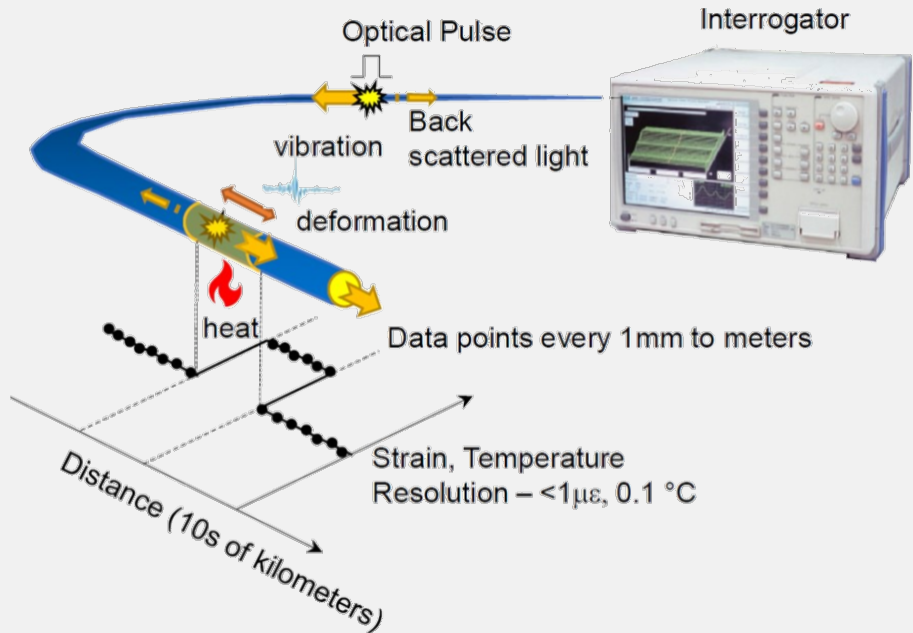 Interrogator
Optical Pulse
Back
scattered light
vibration
deformation
heat
Data points every 1mm to meters
Strain, Temperature
Resolution – <1με, 0.1 °C
Distance (10s of kilometers)